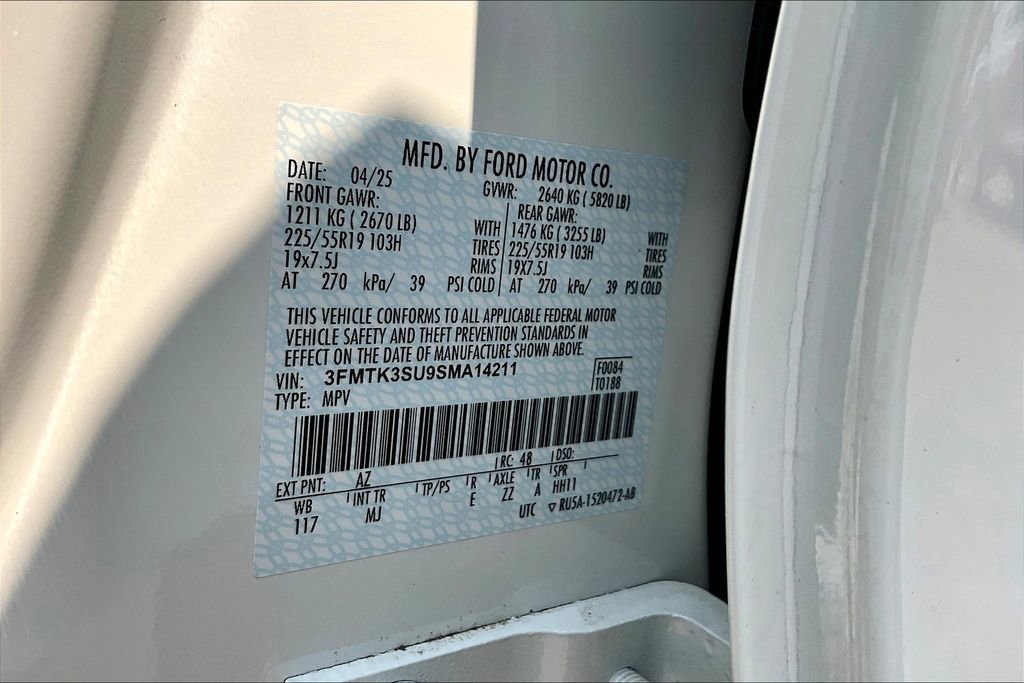 MFD. BY FORD MOTOR CO.
DATE: 04/25 GVWR: 2640 KG ( 5820 LB)
FRONT GAWR: REAR GAWR:
1211 KG ( 2670 LB) WITH 1476 KG ( 3255 LB) WITH
225/55R19 103H TIRES 225/55R19 103H TIRES
19x7.5J RIMS 19X7.5J RIMS
AT 270 kPa/ 39 PSI COLD AT 270 kPa/ 39 PSI COLD
THIS VEHICLE CONFORMS TO ALL APPLICABLE FEDERAL MOTOR
VEHICLE SAFETY AND THEFT PREVENTION STANDARDS IN
EFFECT ON THE DATE OF MANUFACTURE SHOWN ABOVE.
VIN: 3FMTK3SU9SMA14211 F0084
TYPE: MPV T0188
EXT PNT: AZ RC: 48 DSO:
WB INT TR TP/PS R AXLE TR SPR
117 MJ E ZZ A HH11
UTC ▽ RU5A-1520472-AB